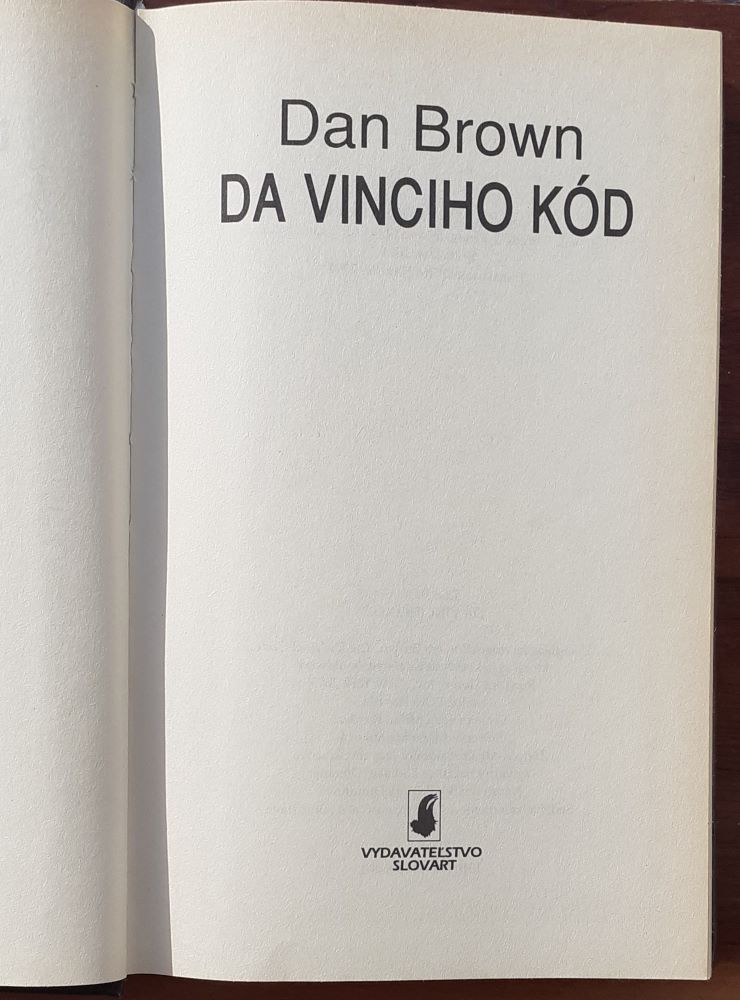 Dan Brown
DA VINCIHO KÓD
VYDAVATEĽSTVO
SLOVART